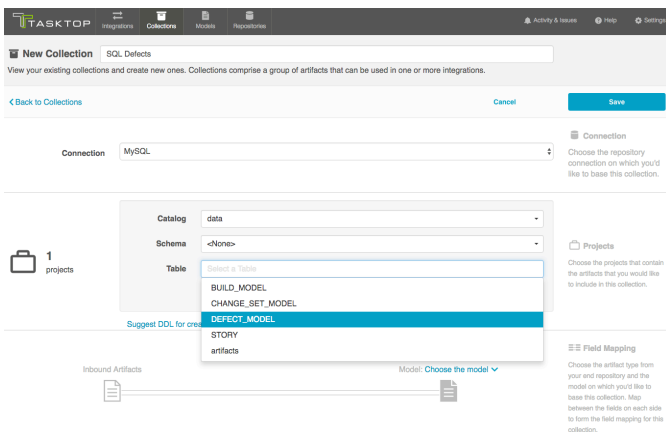 TASKTOP
Integrations
Collections
Models
Repositories
Activity & Issues
Help
Settings
New Collection
SQL Defects
View your existing collections and create new ones. Collections comprise a group of artifacts that can be used in one or more integrations.
Back to Collections
Cancel
Save
Connection
MySQL
Connection
Choose the repository
connection on which you'd
like to base this collection.
1
projects
Catalog
data
Schema
<None>
Table
Select a Table
BUILD_MODEL
CHANGE_SET_MODEL
DEFECT_MODEL
STORY
artifacts
Suggest DDL for crea
Projects
Choose the projects that contain
the artifacts that you would like
to include in this collection.
Inbound Artifacts
Model: Choose the model
Field Mapping
Choose the artifact type from
your end repository and the
model on which you'd like to
base this collection. Map
between the fields on each side
to form the field mapping for this
collection.